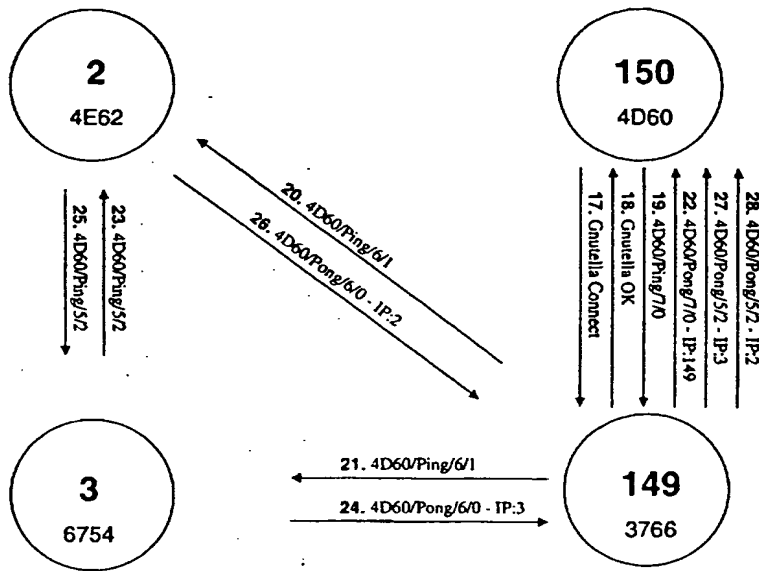 2
4E62
150
4D60
20. 4D60/Ping/6/1
26. 4D60/Pong/6/0 - IP:2
25. 4D60/Ping/5/2
23. 4D60/Ping/5/2
17. Gnutella Connect
18. Gnutella OK
19. 4D60/Ping/7/0
22. 4D60/Pong/7/0 - IP:149
27. 4D60/Pong/5/2 - IP:3
28. 4D60/Pong/5/2 - IP:2
21. 4D60/Ping/6/1
24. 4D60/Pong/6/0 - IP:3
3
6754
149
3766